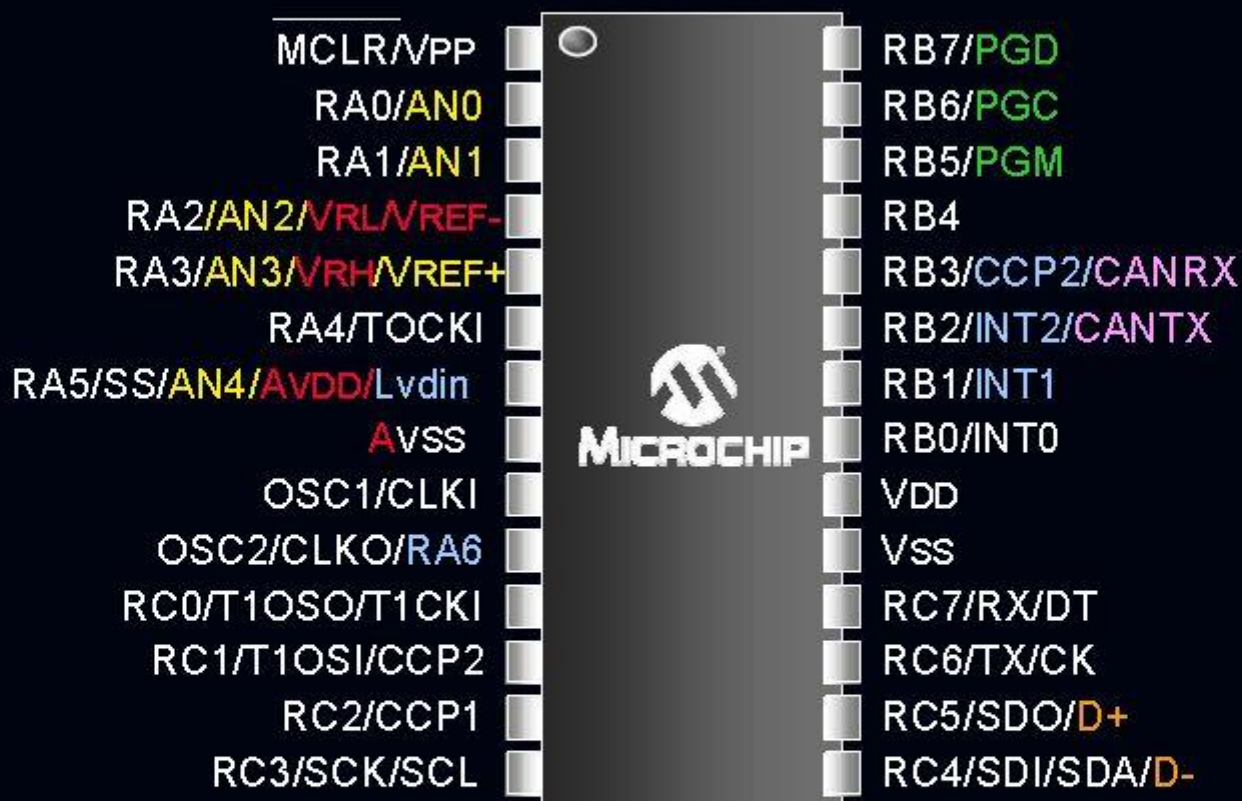 MCLR/VPP
RA0/AN0
RA1/AN1
RA2/AN2/VRL/VREF-
RA3/AN3/VRH/VREF+
RA4/TOCKI
RA5/SS/AN4/AVDD/Lvdin
AVSS
OSC1/CLKI
OSC2/CLKO/RA6
RC0/T1OSO/T1CKI
RC1/T1OSI/CCP2
RC2/CCP1
RC3/SCK/SCL
MICROCHIP
RB7/PGD
RB6/PGC
RB5/PGM
RB4
RB3/CCP2/CANRX
RB2/INT2/CANTX
RB1/INT1
RB0/INT0
VDD
VSS
RC7/RX/DT
RC6/TX/CK
RC5/SDO/D+
RC4/SDI/SDA/D-